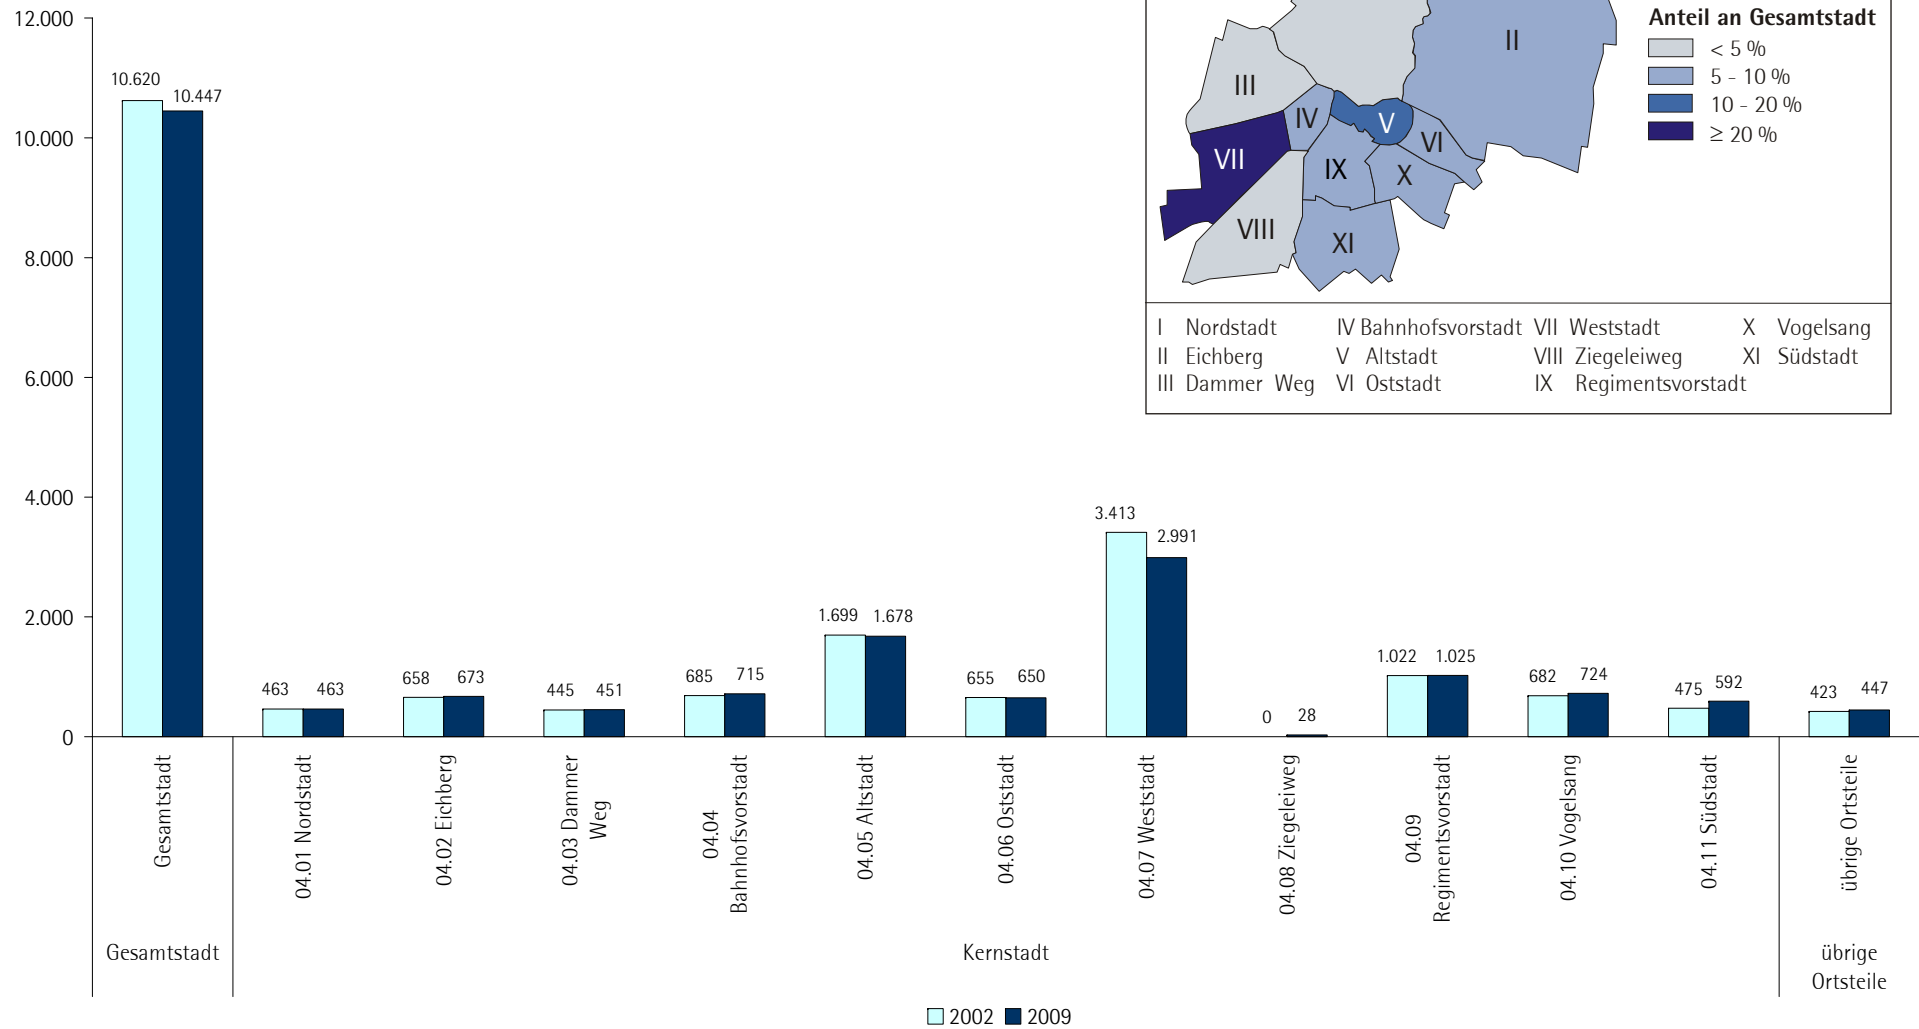 12.000
10.000
8.000
6.000
4.000
2.000
0
10.620
10.447
463
463
658
673
445
451
685
715
1.699
1.678
655
650
3.413
2.991
0
28
1.022
1.025
682
724
475
592
423
447
Gesamtstadt
04.01 Nordstadt
04.02 Eichberg
04.03 Dammer
Weg
04.04
Bahnhofsvorstadt
04.05 Altstadt
04.06 Oststadt
04.07 Weststadt
04.08 Ziegeleiweg
04.09
Regimentsvorstadt
04.10 Vogelsang
04.11 Südstadt
übrige Ortsteile
Gesamtstadt
Kernstadt
übrige
Ortsteile
2002 2009
Anteil an Gesamtstadt
< 5 %
5 - 10 %
10 - 20 %
≥ 20 %
II
III
IV
V
VI
VII
IX
X
VIII
XI
I Nordstadt IV Bahnhofsvorstadt VII Weststadt X Vogelsang
II Eichberg V Altstadt VIII Ziegeleiweg XI Südstadt
III Dammer Weg VI Oststadt IX Regimentsvorstadt